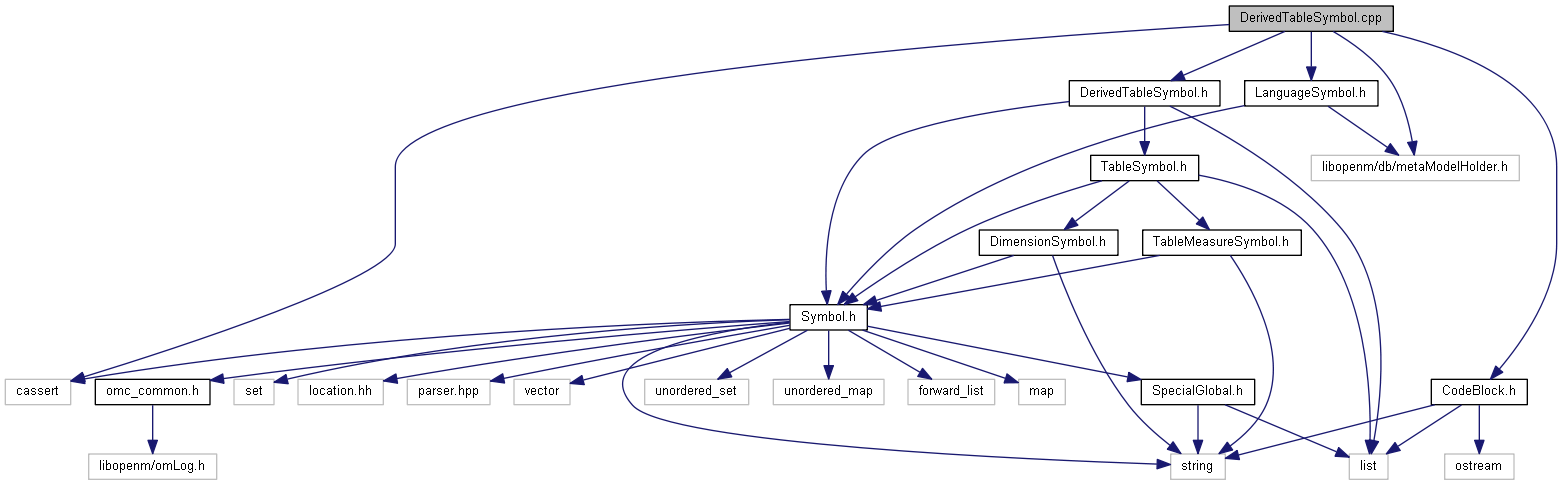 DerivedTableSymbol.cpp
DerivedTableSymbol.h
LanguageSymbol.h
TableSymbol.h
libopenm/db/metaModelHolder.h
DimensionSymbol.h
TableMeasureSymbol.h
Symbol.h
cassert
omc_common.h
set
location.hh
parser.hpp
vector
unordered_set
unordered_map
forward_list
map
SpecialGlobal.h
CodeBlock.h
libopenm/omLog.h
string
list
ostream